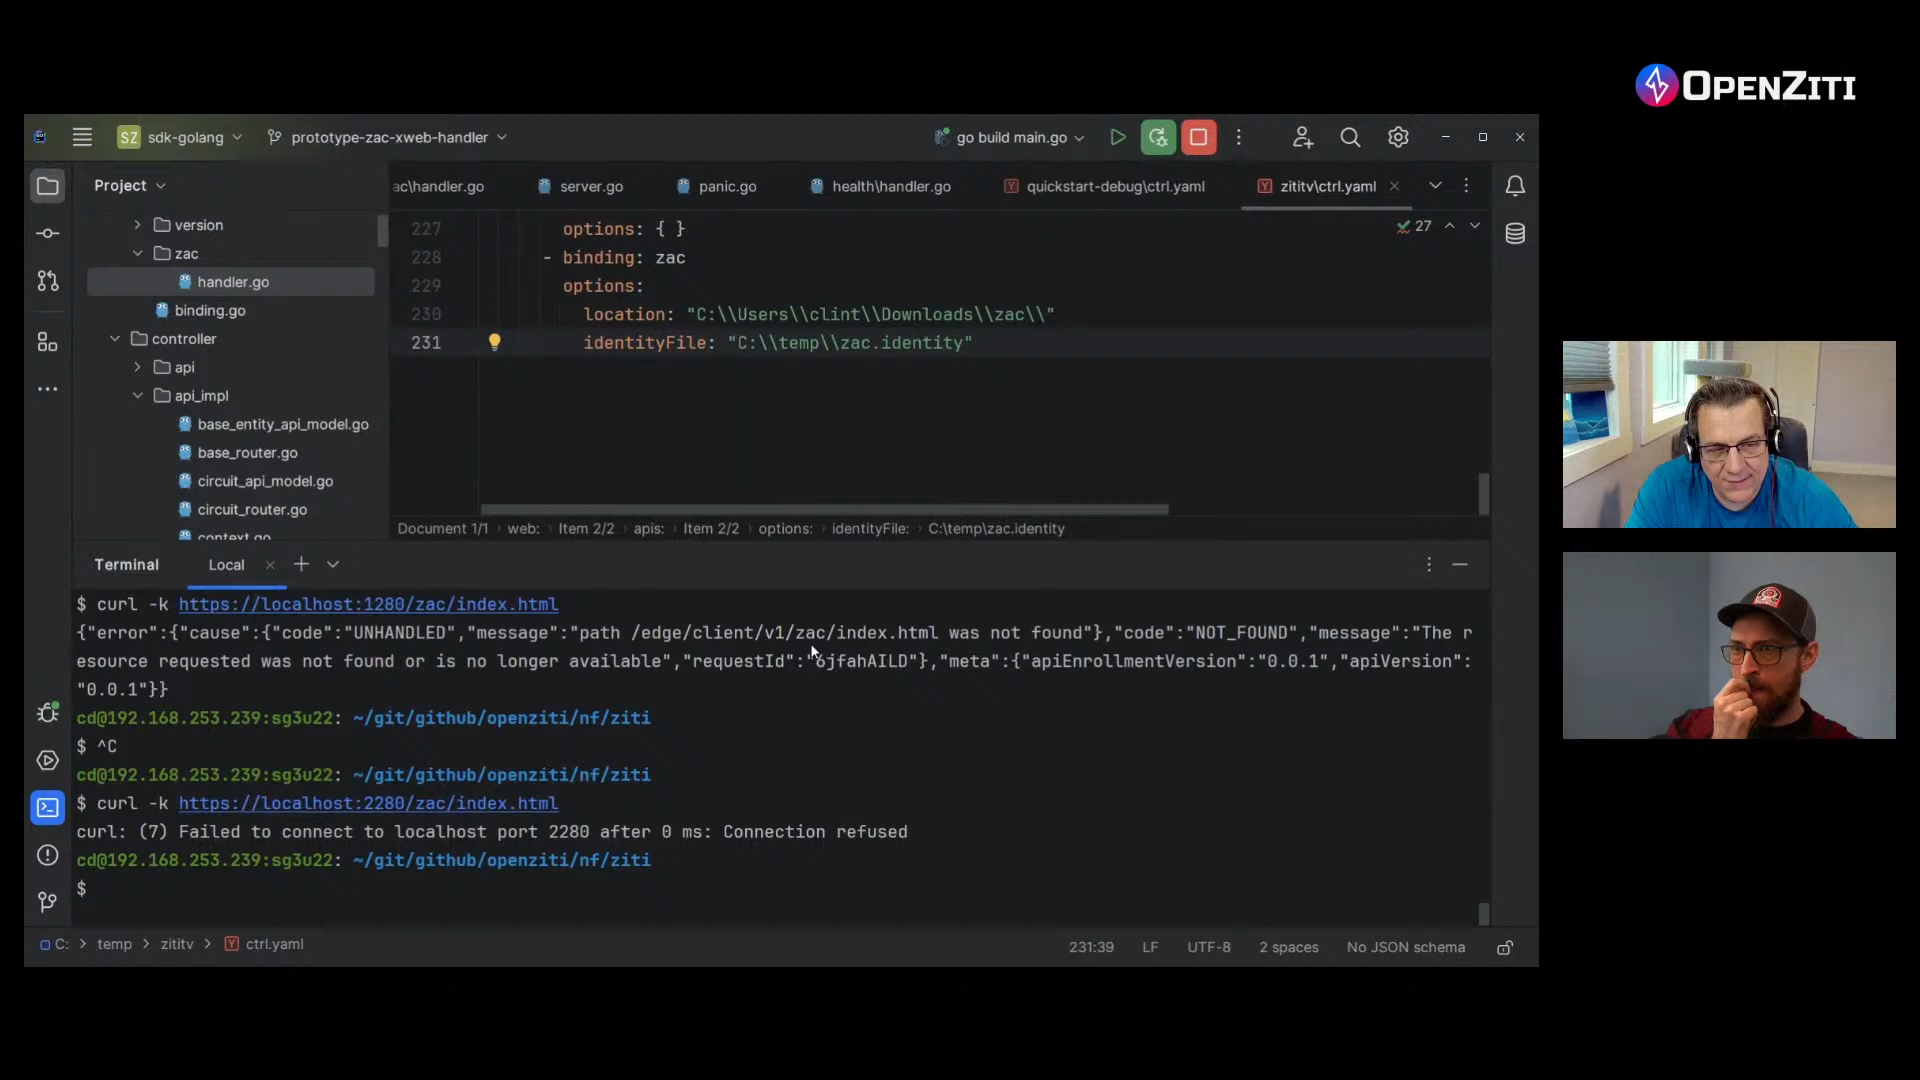 OPENZITI
SZ sdk-golang prototype-zac-xweb-handler go build main.go
Project
ac\handler.go server.go panic.go health\handler.go quickstart-debug\ctrl.yaml zititv\ctrl.yaml
version
zac
handler.go
binding.go
controller
api
api_impl
base_entity_api_model.go
base_router.go
circuit_api_model.go
circuit_router.go
context.go
27
227 options: { }
228 - binding: zac
229 options:
230 location: "C:\\Users\\clint\\Downloads\\zac\\"
231 identityFile: "C:\\temp\\zac.identity"
Document 1/1 web: Item 2/2 apis: Item 2/2 options: identityFile: C:\temp\zac.identity
Terminal Local
$ curl -k https://localhost:1280/zac/index.html
{"error":{"cause":{"code":"UNHANDLED","message":"path /edge/client/v1/zac/index.html was not found"},"code":"NOT_FOUND","message":"The r
esource requested was not found or is no longer available","requestId":"6jfahAILD"},"meta":{"apiEnrollmentVersion":"0.0.1","apiVersion":
"0.0.1"}}
cd@192.168.253.239:sg3u22: ~/git/github/openziti/nf/ziti
$ ^C
cd@192.168.253.239:sg3u22: ~/git/github/openziti/nf/ziti
$ curl -k https://localhost:2280/zac/index.html
curl: (7) Failed to connect to localhost port 2280 after 0 ms: Connection refused
cd@192.168.253.239:sg3u22: ~/git/github/openziti/nf/ziti
$
C: > temp > zititv > ctrl.yaml 231:39 LF UTF-8 2 spaces No JSON schema